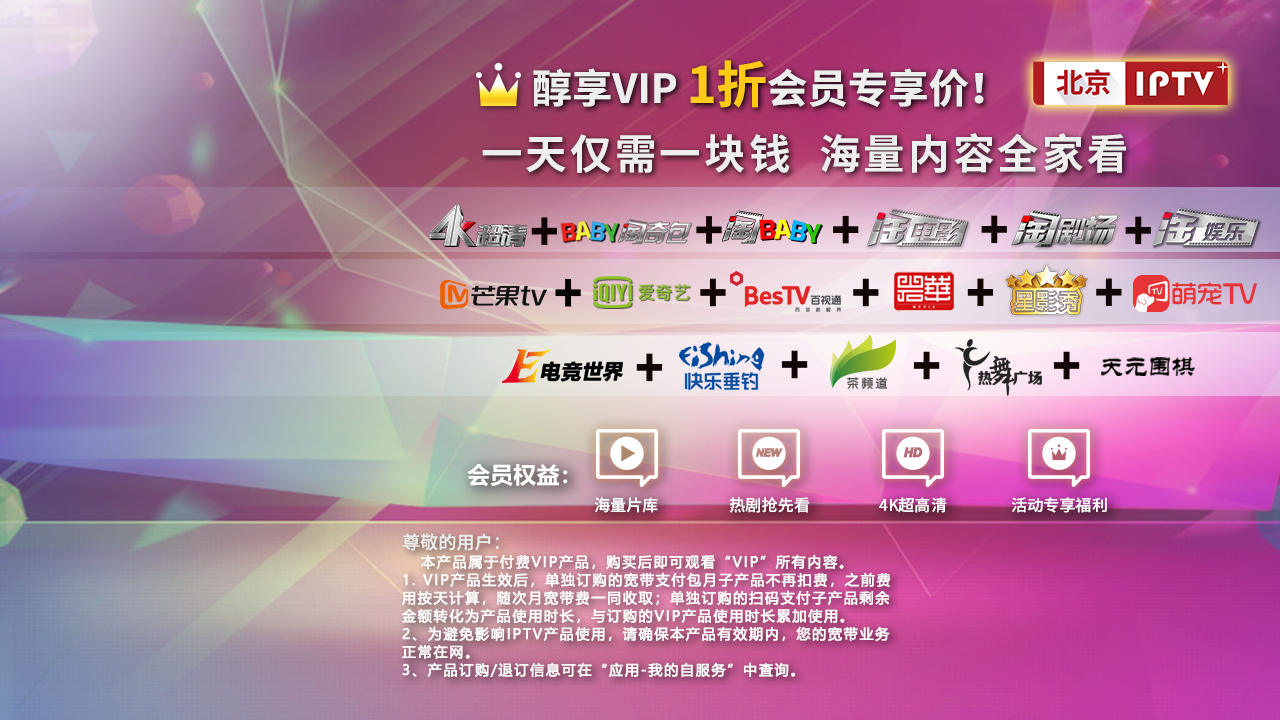 醇享VIP 1折会员专享价！
北京 IPTV
一天仅需一块钱 海量内容全家看
4K超清 + BABY淘奇包 + 淘BABY + 淘电影 + 淘剧场 + 淘娱乐
芒果tv + QIY 爱奇艺 + BesTV百视通 + MEDIA + 星影秀 + TV 萌宠TV
E电竞世界 + Fishing 快乐垂钓 + 茶频道 + 热舞广场 + 天元围棋
会员权益：
NEW HD
海量片库 热剧抢先看 4K超高清 活动专享福利
尊敬的用户：
本产品属于付费VIP产品，购买后即可观看“VIP”所有内容。
1. VIP产品生效后，单独订购的宽带支付包月子产品不再扣费，之前费
用按天计算，随次月宽带费一同收取；单独订购的扫码支付子产品剩余
金额转化为产品使用时长，与订购的VIP产品使用时长累加使用。
2、为避免影响IPTV产品使用，请确保本产品有效期内，您的宽带业务
正常在网。
3、产品订购/退订信息可在“应用-我的自服务”中查询。